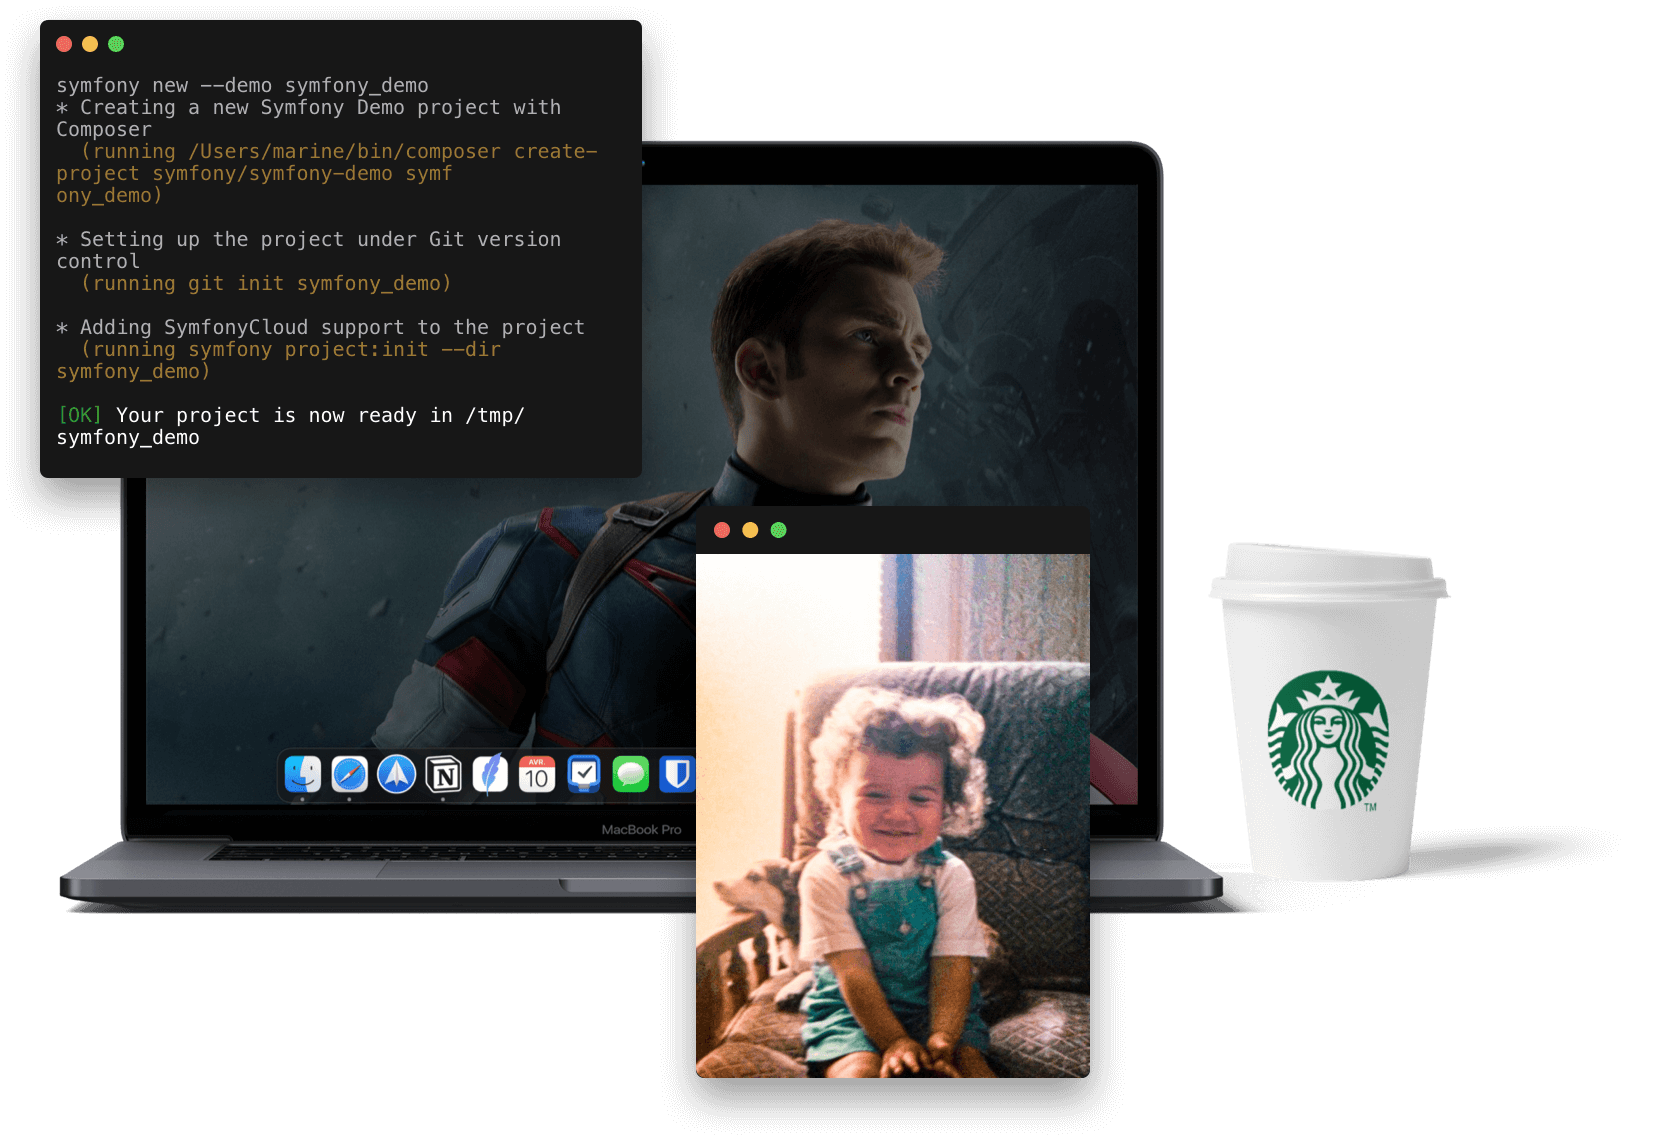 symfony new --demo symfony_demo
* Creating a new Symfony Demo project with
Composer
(running /Users/marine/bin/composer create-
project symfony/symfony-demo symf
ony_demo)
* Setting up the project under Git version
control
(running git init symfony_demo)
* Adding SymfonyCloud support to the project
(running symfony project:init --dir
symfony_demo)
[OK] Your project is now ready in /tmp/
symfony_demo
N
AVR.
10
MacBook Pro
TM